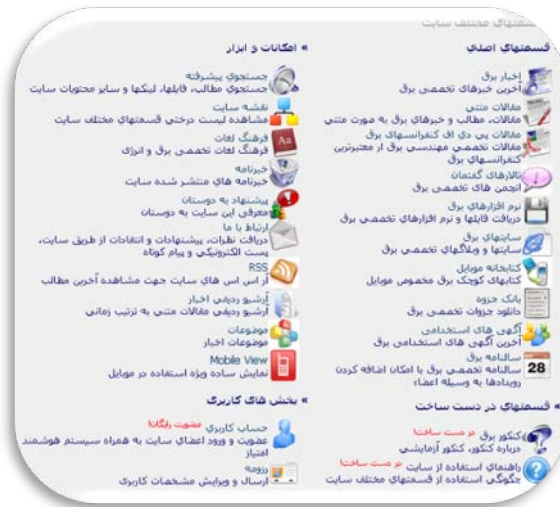 قسمتهای مختلف سایت
» قسمتهای اصلی
اخبار برق
آخرین خبرهای تخصصی برق
مقالات متنی
مقالات، مطالب و خبرهای برق به صورت متنی
مقالات پی دی اف کنفرانسهای برق
مقالات تخصصی مهندسی برق از معتبرترین
کنفرانسهای برق
تالارهای گفتمان
انجمن های تخصصی برق
نرم افزارهای برق
دریافت فایلها و نرم افزارهای تخصصی برق
سایتهای برق
سایتها و وبلاگهای تخصصی برق
کتابخانه موبایل
کتابهای کوچک برق مخصوص موبایل
بانک جزوه
دانلود جزوات تخصصی برق
آگهی های استخدامی
آخرین آگهی های استخدامی برق
سالنامه برق
سالنامه تخصصی برق با امکان اضافه کردن
رویدادها به وسیله اعضاء
28
» قسمتهای در دست ساخت
کنکور برق در دست ساخت!
درباره کنکور، کنکور آزمایشی
راهنمای استفاده از سایت در دست ساخت!
چگونگی استفاده از قسمتهای مختلف سایت
» امکانات و ابزار
جستجوی پیشرفته
جستجوی مطالب، فایلها، لینکها و سایر محتویات سایت
نقشه سایت
مشاهده لیست درختی قسمتهای مختلف سایت
فرهنگ لغات
فرهنگ لغات تخصصی برق و انرژی
Aa
خبرنامه
خبرنامه های منتشر شده سایت
پیشنهاد به دوستان
معرفی این سایت به دوستان
ارتباط با ما
دریافت نظرات، پیشنهادات و انتقادات از طریق سایت،
پست الکترونیکی و پیام کوتاه
RSS
آر اس اس های سایت جهت مشاهده آخرین مطالب
آرشیو ردیفی اخبار
آرشیو ردیفی مقالات متنی به ترتیب زمانی
موضوعات
موضوعات اخبار
Mobile View
نمایش ساده ویژه استفاده در موبایل
» بخش های کاربری
حساب کاربری عضویت رایگان!
عضویت و ورود اعضای سایت به همراه سیستم هوشمند
امتیاز
رزومه
ارسال و ویرایش مشخصات کاربری